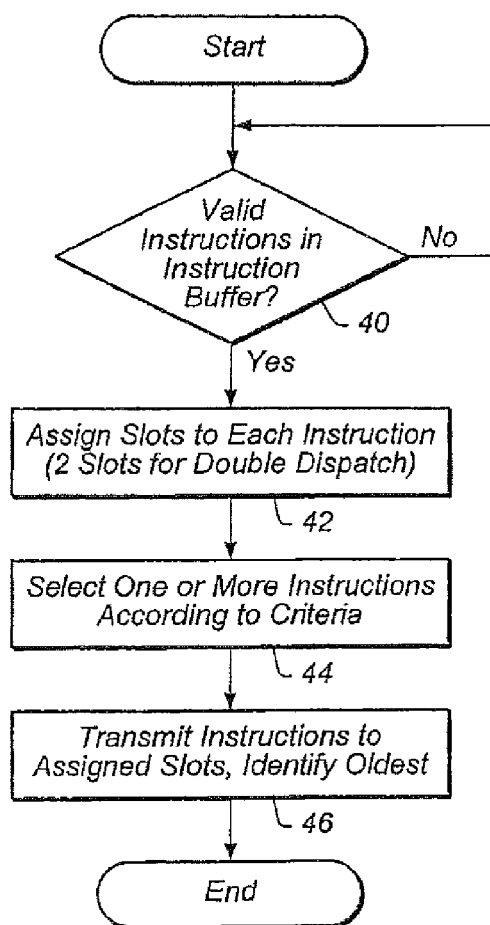 Start
Valid
Instructions in
Instruction
Buffer?
No
40
Yes
Assign Slots to Each Instruction
(2 Slots for Double Dispatch)
42
Select One or More Instructions
According to Criteria
44
Transmit Instructions to
Assigned Slots, Identify Oldest
46
End